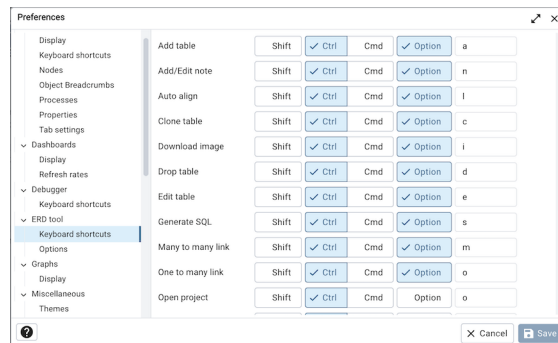 Preferences
Display
Keyboard shortcuts
Nodes
Object Breadcrumbs
Processes
Properties
Tab settings
Dashboards
Display
Refresh rates
Debugger
Keyboard shortcuts
ERD tool
Keyboard shortcuts
Options
Graphs
Display
Miscellaneous
Themes
Add table Shift Ctrl Cmd Option a
Add/Edit note Shift Ctrl Cmd Option n
Auto align Shift Ctrl Cmd Option l
Clone table Shift Ctrl Cmd Option c
Download image Shift Ctrl Cmd Option i
Drop table Shift Ctrl Cmd Option d
Edit table Shift Ctrl Cmd Option e
Generate SQL Shift Ctrl Cmd Option s
Many to many link Shift Ctrl Cmd Option m
One to many link Shift Ctrl Cmd Option o
Open project Shift Ctrl Cmd Option o
? Cancel Save